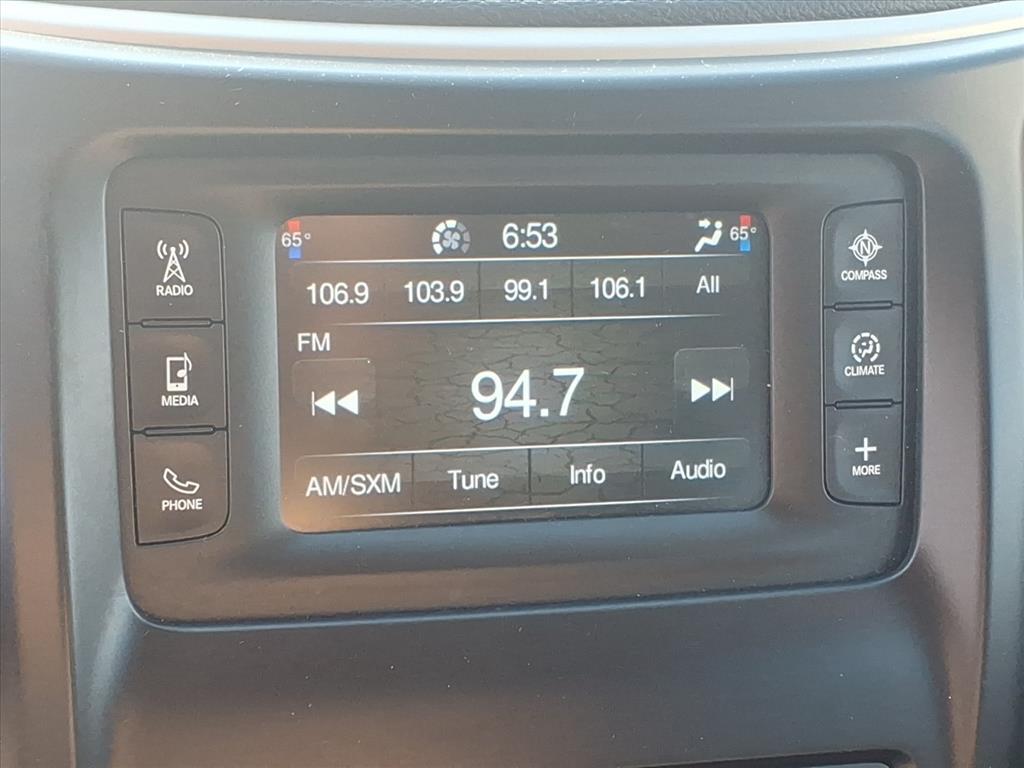 65° 6:53 65°
106.9 103.9 99.1 106.1 All
FM
94.7
AM/SXM Tune Info Audio
RADIO
MEDIA
PHONE
N
COMPASS
CLIMATE
MORE